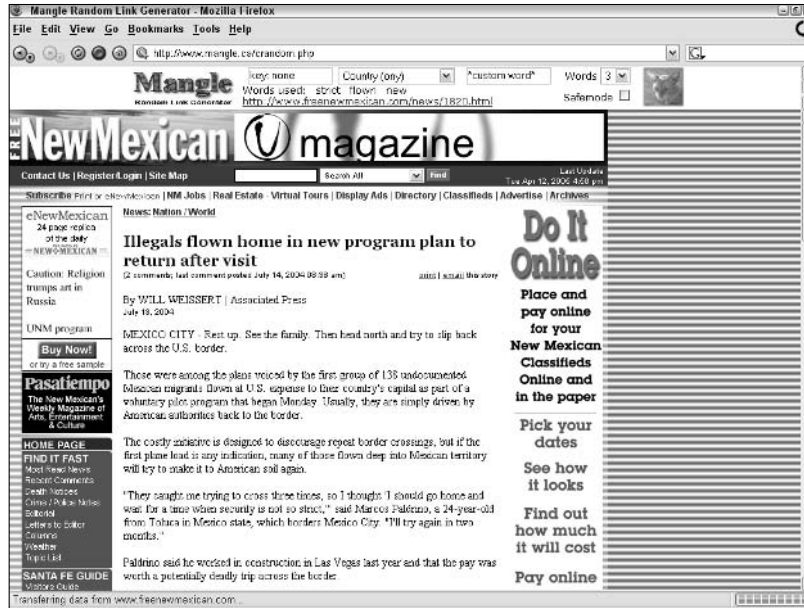 Mangle Random Link Generator - Mozilla Firefox
File Edit View Go Bookmarks Tools Help
http://www.mangle.ca/crandom.php
Mangle
Random Link Generator
key: none
Country (any)
*custom word*
Words 3
Words used: strict flown new
http://www.freenewmexican.com/news/1820.html
Safemode
FREE NewMexican
magazine
Contact Us | Register/Login | Site Map
Search All
Find
Last Update
Tue Apr 12, 2005 4:58 pm
Subscribe Print or eNewMexican | NM Jobs | Real Estate - Virtual Tours | Display Ads | Directory | Classifieds | Advertise | Archives
eNewMexican
24 page replica
of the daily
NEW MEXICAN
Caution: Religion
trumps art in
Russia
UNM program
Buy Now!
or try a free sample
Pasatiempo
The New Mexican's
Weekly Magazine of
Arts, Entertainment
& Culture
HOME PAGE
FIND IT FAST
Most Read News
Recent Comments
Death Notices
Crime / Police Notes
Editorial
Letters to Editor
Columns
Weather
Topic List
SANTA FE GUIDE
Visitors Guide
News: Nation / World
Illegals flown home in new program plan to
return after visit
(2 comments; last comment posted July 14, 2004 08:38 am)
print | email this story
By WILL WEISSERT | Associated Press
July 13, 2004
MEXICO CITY - Rest up. See the family. Then head north and try to slip back
across the U.S. border.
Those were among the plans voiced by the first group of 138 undocumented
Mexican migrants flown at U.S. expense to their country's capital as part of a
voluntary pilot program that began Monday. Usually, they are simply driven by
American authorities back to the border.
The costly initiative is designed to discourage repeat border crossings, but if the
first plane load is any indication, many of those flown deep into Mexican territory
will try to make it to American soil again.
"They caught me trying to cross three times, so I thought 'I should go home and
wait for a time when security is not so strict,'" said Marcos Paldrino, a 24-year-old
from Toluca in Mexico state, which borders Mexico City. "I'll try again in two
months."
Paldrino said he worked in construction in Las Vegas last year and that the pay was
worth a potentially deadly trip across the border.
Do It
Online
Place and
pay online
for your
New Mexican
Classifieds
Online and
in the paper
Pick your
dates
See how
it looks
Find out
how much
it will cost
Pay online
Transferring data from www.freenewmexican.com...